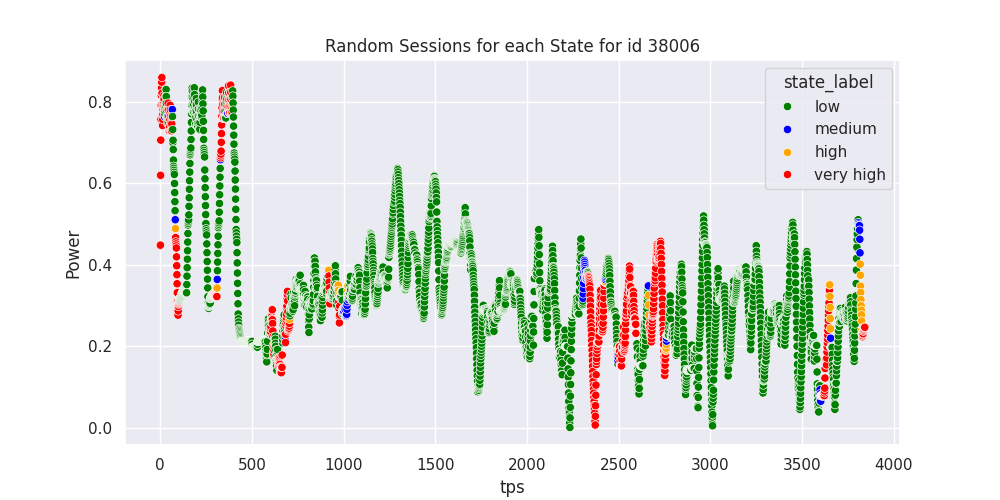 Random Sessions for each State for id 38006
state_label
low
medium
high
very high
Power
0.8
0.6
0.4
0.2
0.0
0 500 1000 1500 2000 2500 3000 3500 4000
tps